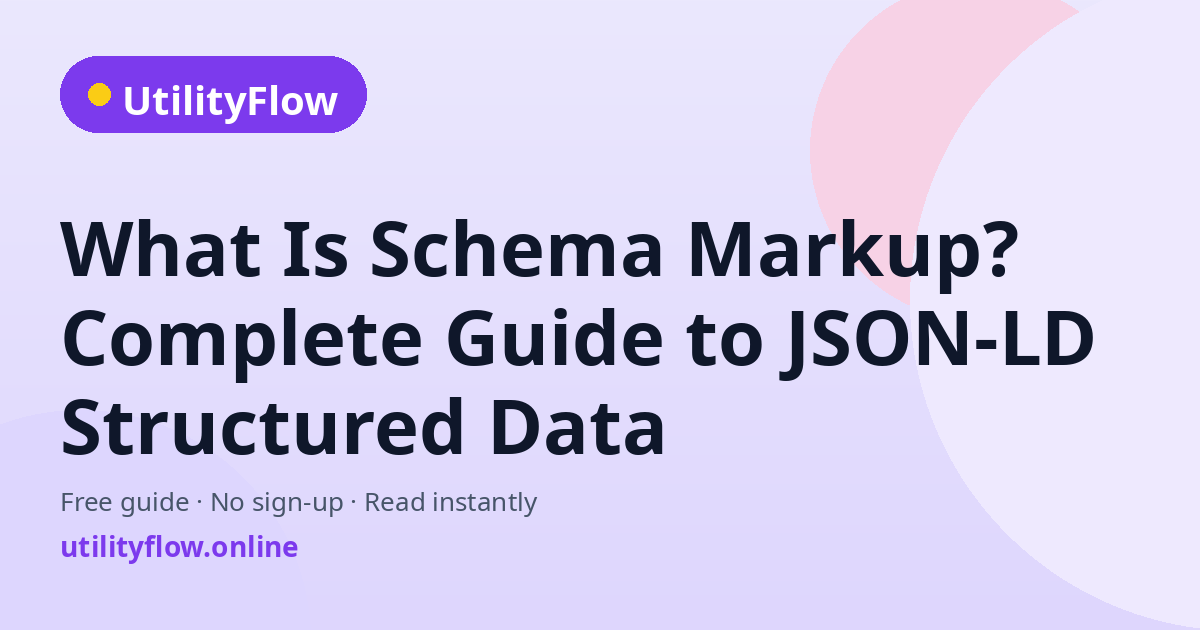 UtilityFlow
What Is Schema Markup?
Complete Guide to JSON-LD
Structured Data
Free guide · No sign-up · Read instantly
utilityflow.online